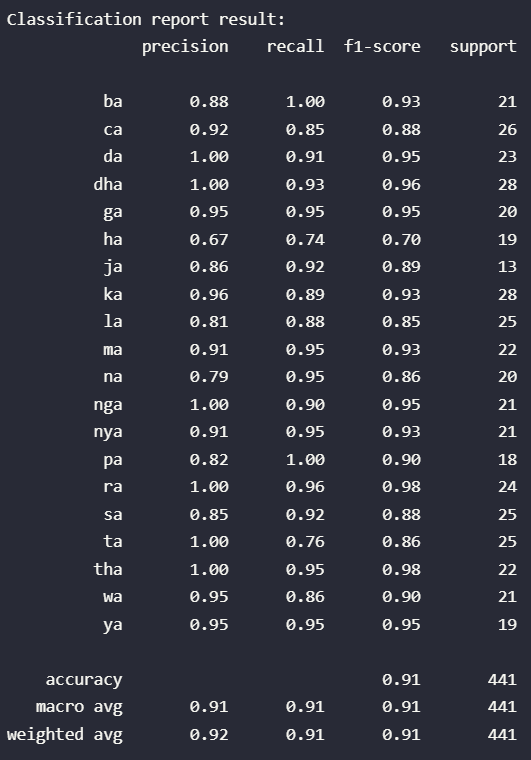 Classification report result:
precision recall f1-score support
ba 0.88 1.00 0.93 21
ca 0.92 0.85 0.88 26
da 1.00 0.91 0.95 23
dha 1.00 0.93 0.96 28
ga 0.95 0.95 0.95 20
ha 0.67 0.74 0.70 19
ja 0.86 0.92 0.89 13
ka 0.96 0.89 0.93 28
la 0.81 0.88 0.85 25
ma 0.91 0.95 0.93 22
na 0.79 0.95 0.86 20
nga 1.00 0.90 0.95 21
nya 0.91 0.95 0.93 21
pa 0.82 1.00 0.90 18
ra 1.00 0.96 0.98 24
sa 0.85 0.92 0.88 25
ta 1.00 0.76 0.86 25
tha 1.00 0.95 0.98 22
wa 0.95 0.86 0.90 21
ya 0.95 0.95 0.95 19
accuracy 0.91 441
macro avg 0.91 0.91 0.91 441
weighted avg 0.92 0.91 0.91 441